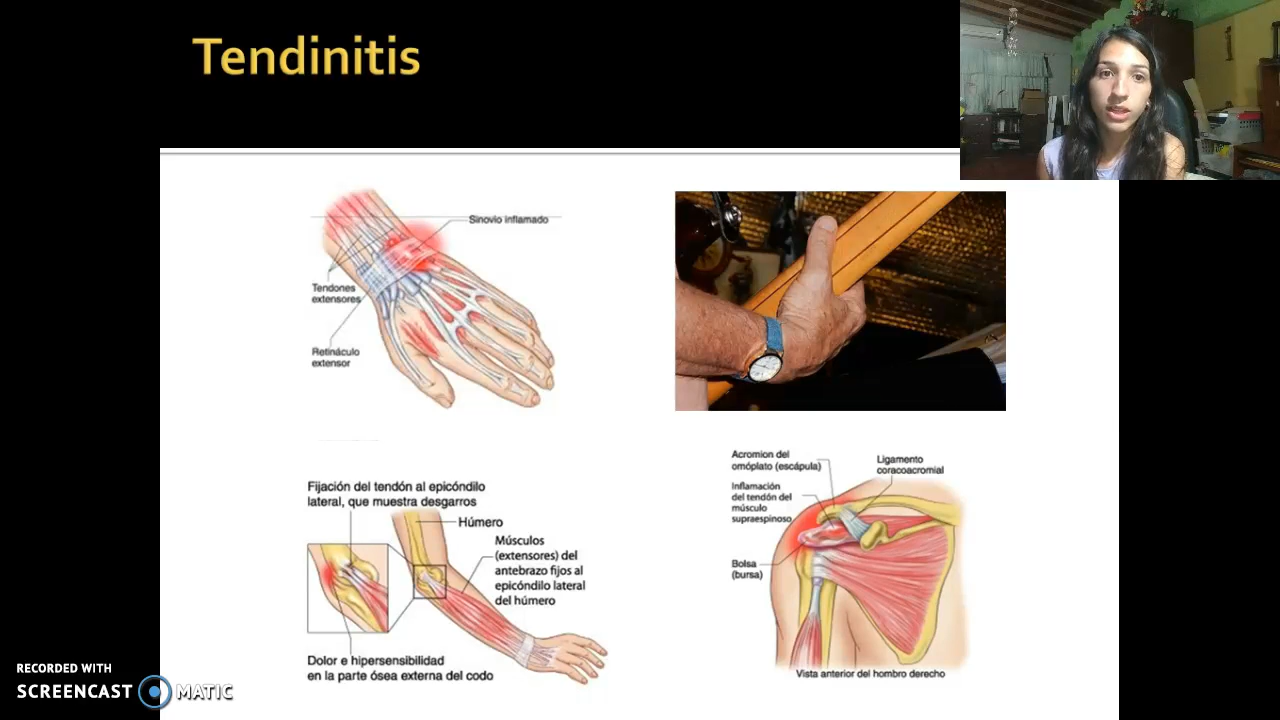 Tendinitis
Sinovio inflamado
Tendones
extensores
Retináculo
extensor
Fijación del tendón al epicóndilo
lateral, que muestra desgarros
Húmero
Músculos
(extensores) del
antebrazo fijos al
epicóndilo lateral
del húmero
Dolor e hipersensibilidad
en la parte ósea externa del codo
Acromion del
omóplato (escápula)
Ligamento
coracoacromial
Inflamación
del tendón del
músculo
supraespinoso
Bolsa
(bursa)
Vista anterior del hombro derecho
RECORDED WITH
SCREENCAST MATIC